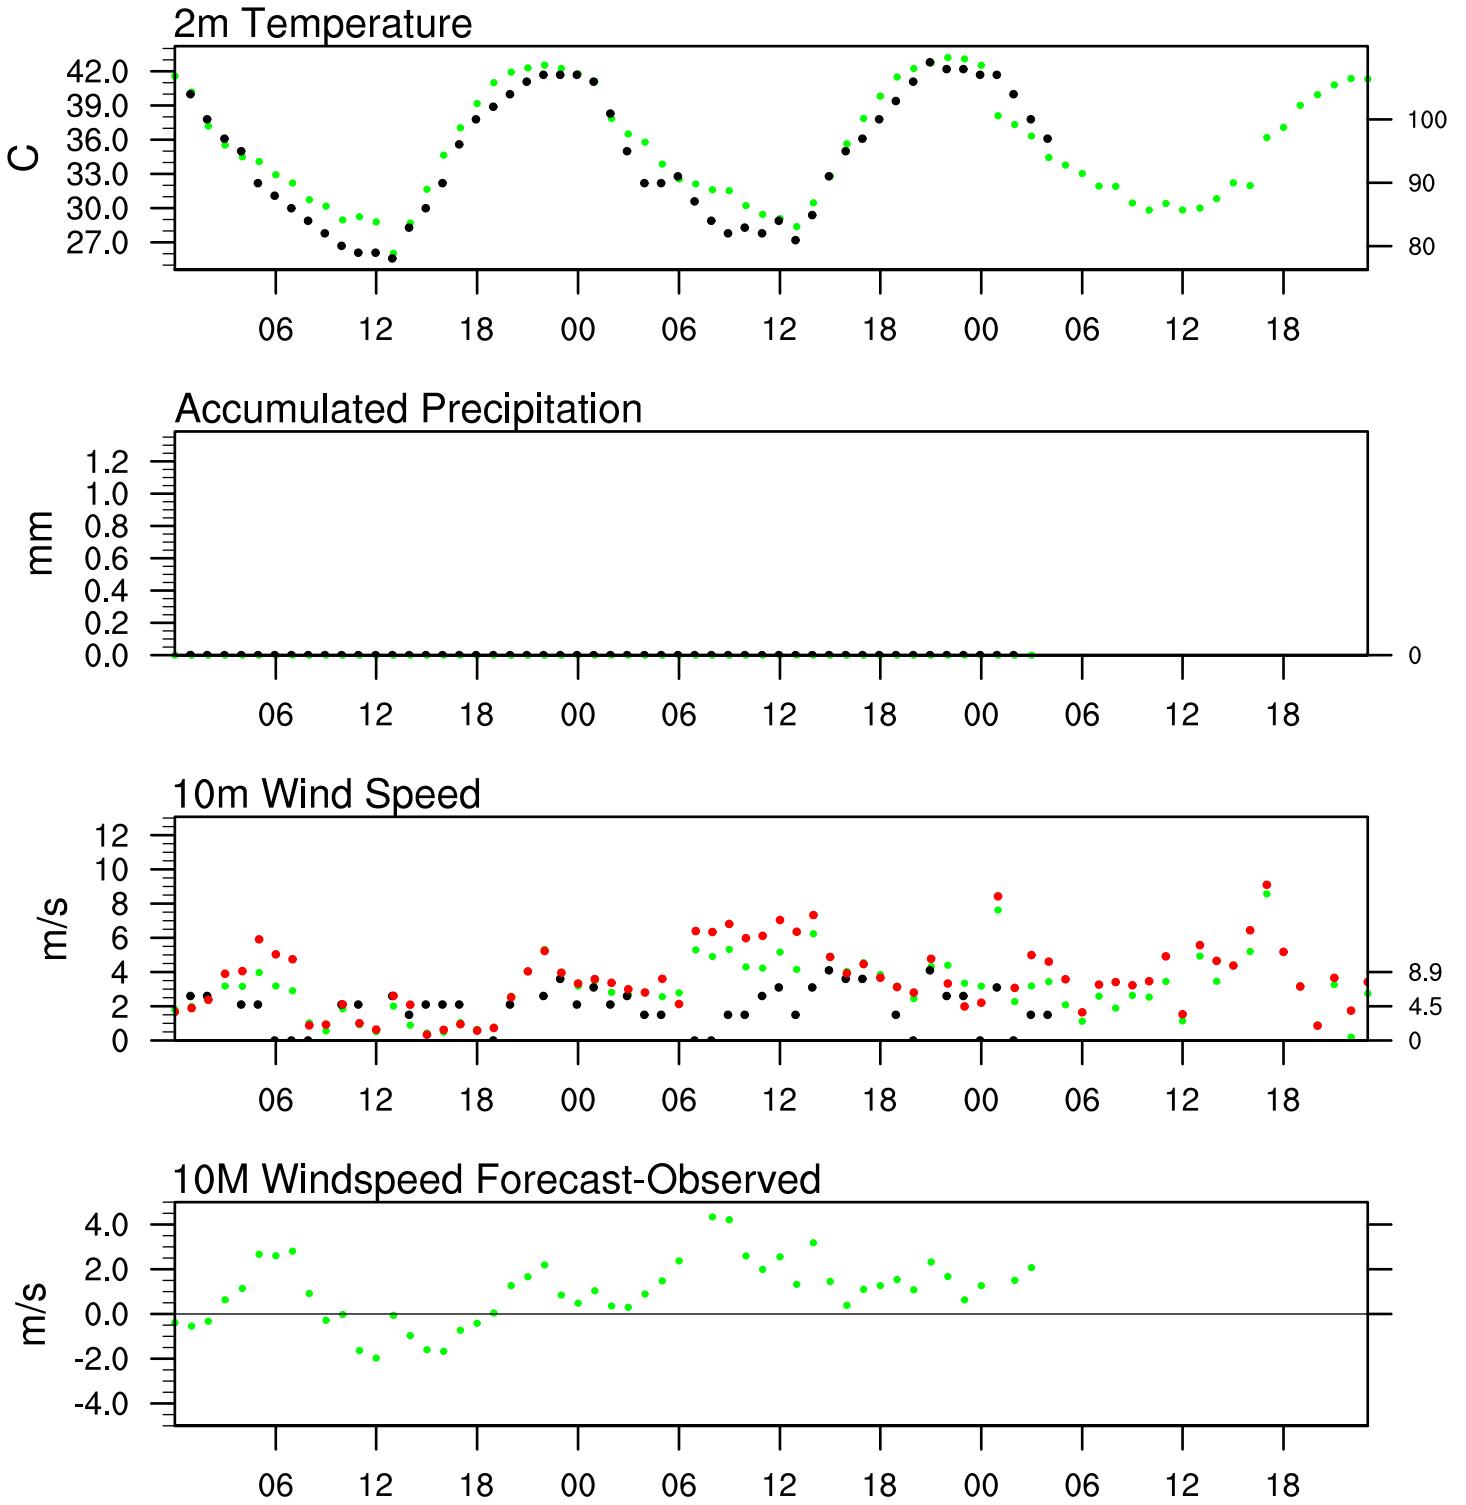 2m Temperature
42.0
39.0
36.0
33.0
30.0
27.0
C
100
90
80
06 12 18 00 06 12 18 00 06 12 18
Accumulated Precipitation
1.2
1.0
0.8
0.6
0.4
0.2
0.0
mm
0
06 12 18 00 06 12 18 00 06 12 18
10m Wind Speed
12
10
8
6
4
2
0
m/s
8.9
4.5
0
06 12 18 00 06 12 18 00 06 12 18
10M Windspeed Forecast-Observed
4.0
2.0
0.0
-2.0
-4.0
m/s
06 12 18 00 06 12 18 00 06 12 18